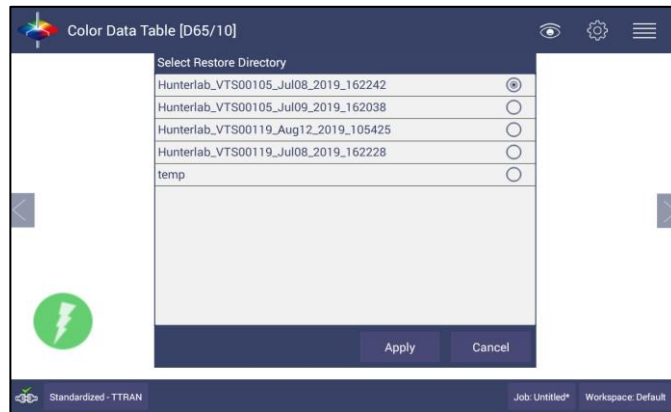 Color Data Table [D65/10]
Select Restore Directory
Hunterlab_VTS00105_Jul08_2019_162242
Hunterlab_VTS00105_Jul09_2019_162038
Hunterlab_VTS00119_Aug12_2019_105425
Hunterlab_VTS00119_Jul08_2019_162228
temp
Apply Cancel
Standardized - TTRAN Job: Untitled* Workspace: Default